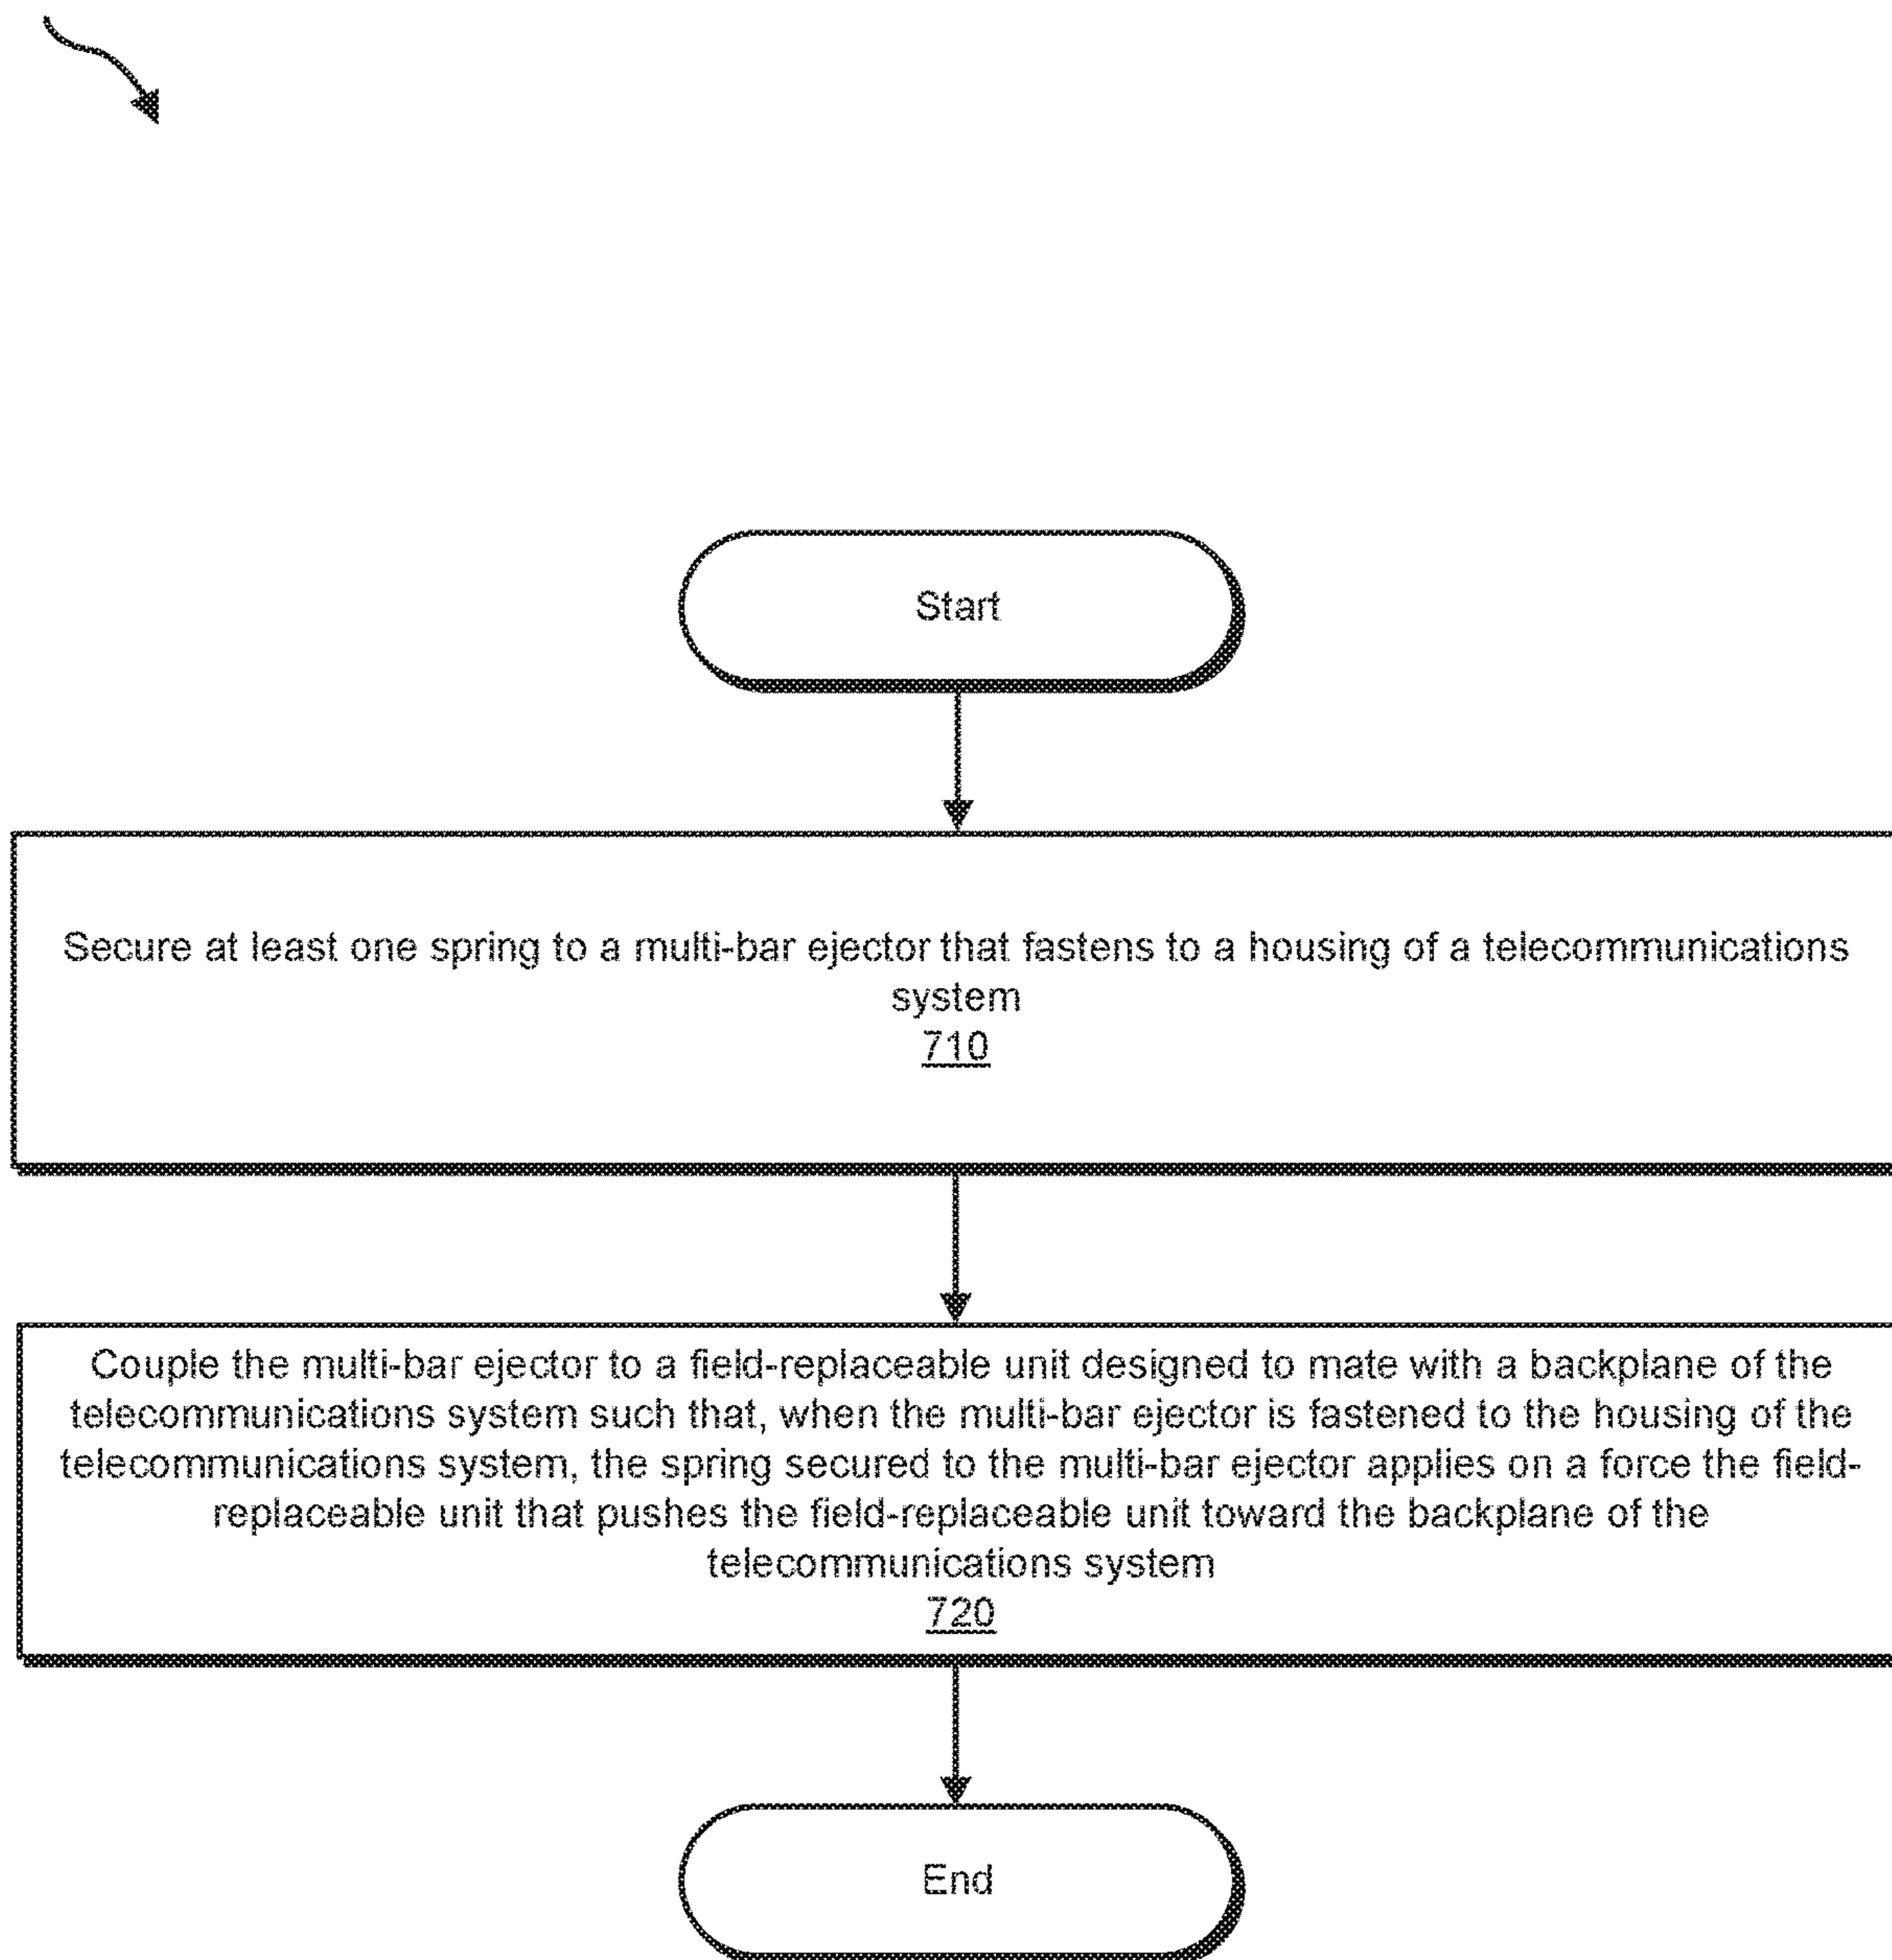 Start
Secure at least one spring to a multi-bar ejector that fastens to a housing of a telecommunications
system
710
Couple the multi-bar ejector to a field-replaceable unit designed to mate with a backplane of the
telecommunications system such that, when the multi-bar ejector is fastened to the housing of the
telecommunications system, the spring secured to the multi-bar ejector applies on a force the field-
replaceable unit that pushes the field-replaceable unit toward the backplane of the
telecommunications system
720
End